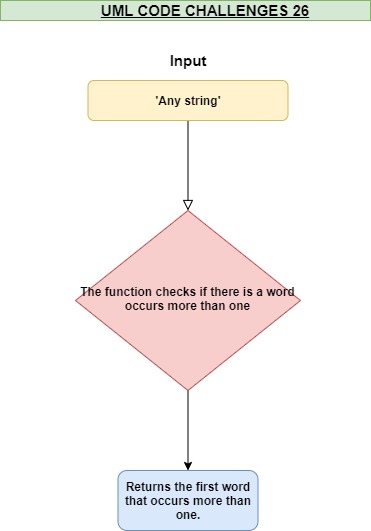 UML CODE CHALLENGES 26
Input
'Any string'
The function checks if there is a word
occurs more than one
Returns the first word
that occurs more than
one.